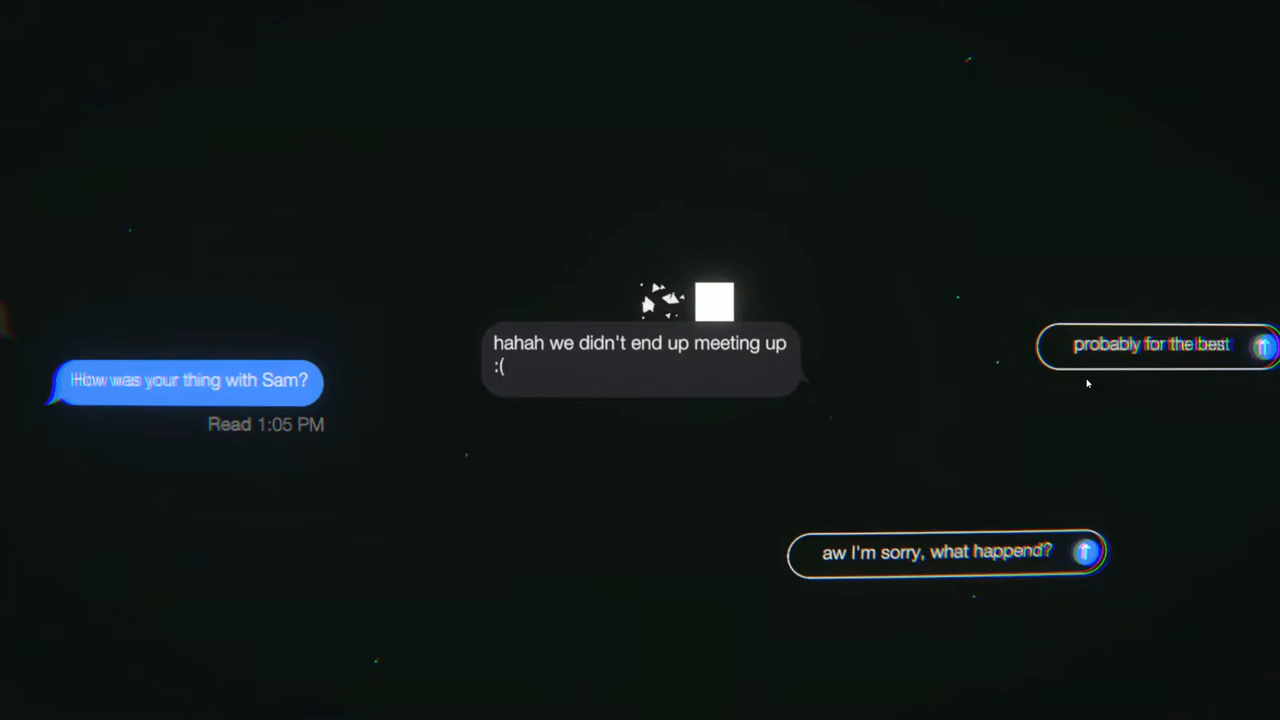 How was your thing with Sam?
Read 1:05 PM
hahah we didn't end up meeting up
:(
probably for the best
aw I'm sorry, what happend?